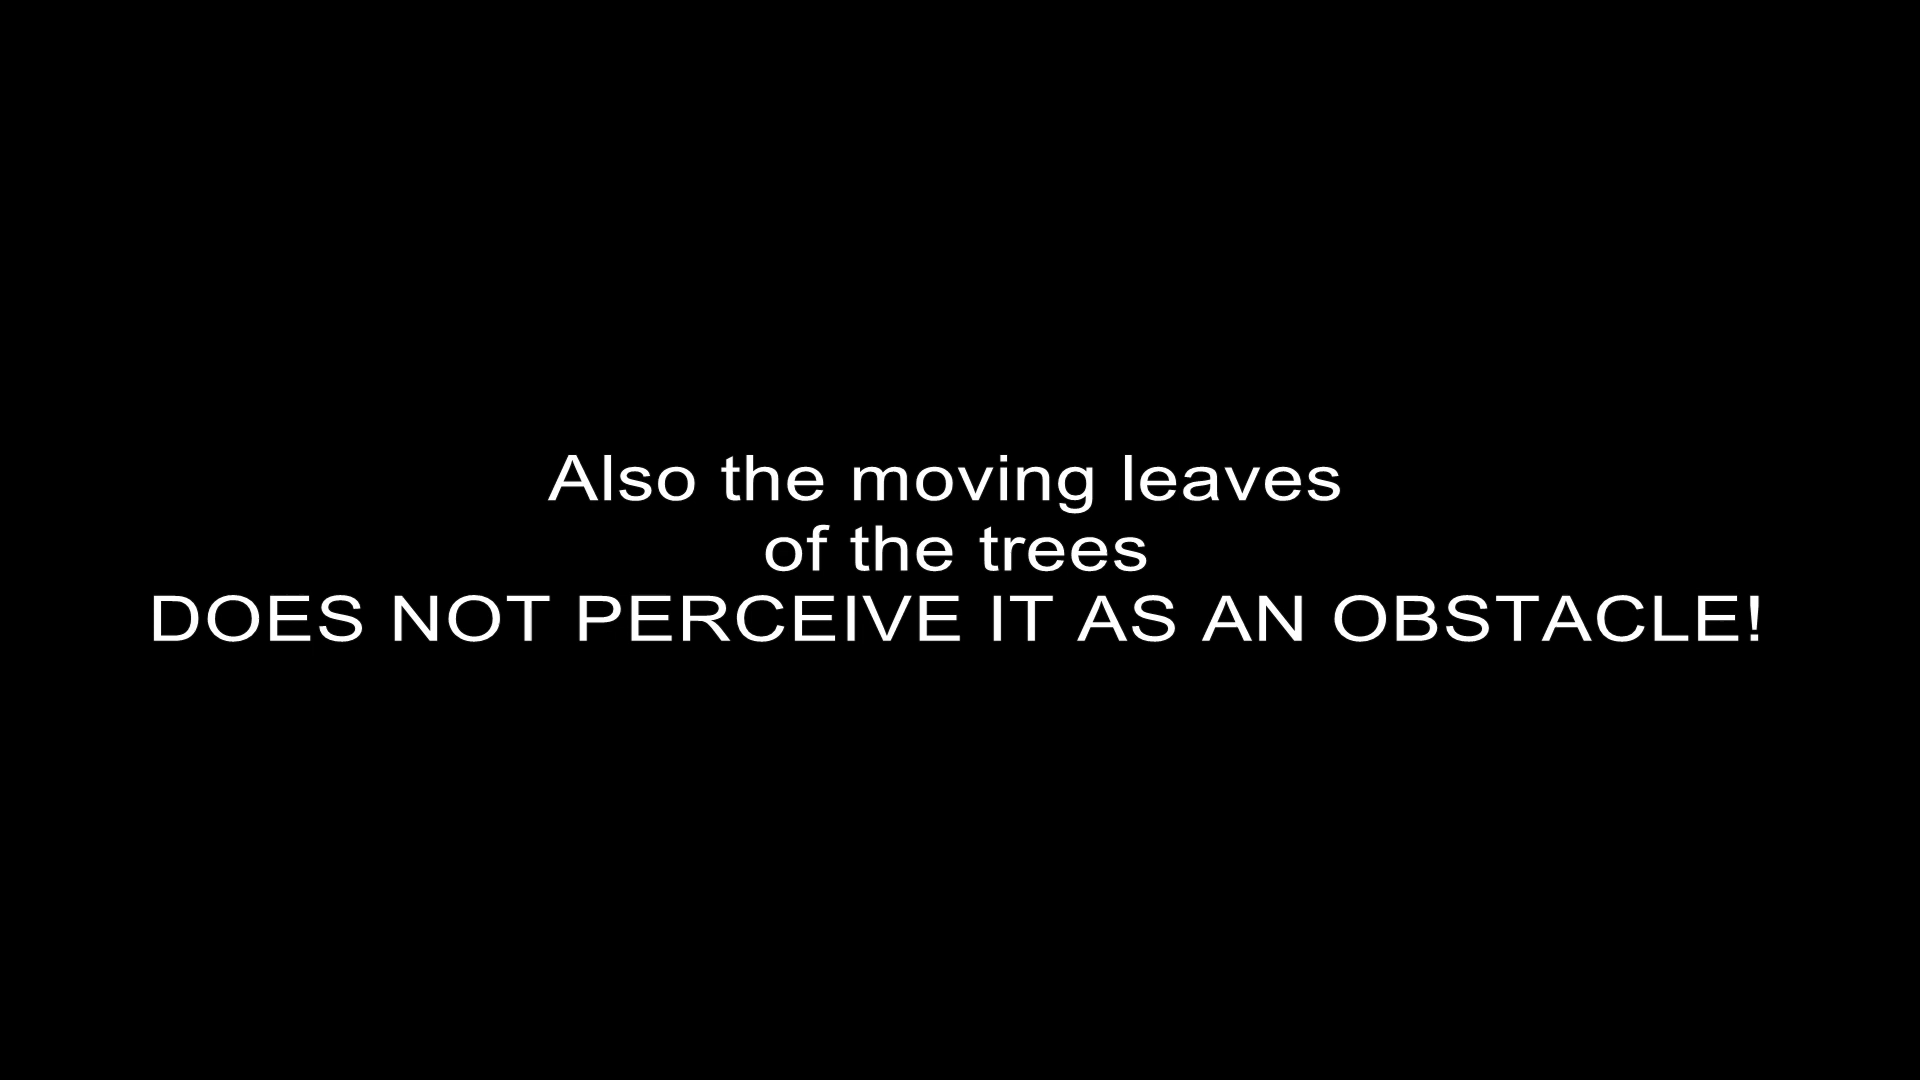 Also the moving leaves
of the trees
DOES NOT PERCEIVE IT AS AN OBSTACLE!